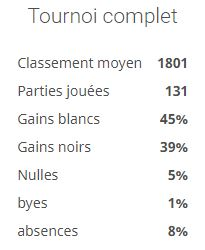 Tournoi complet
Classement moyen 1801
Parties jouées 131
Gains blancs 45%
Gains noirs 39%
Nulles 5%
byes 1%
absences 8%